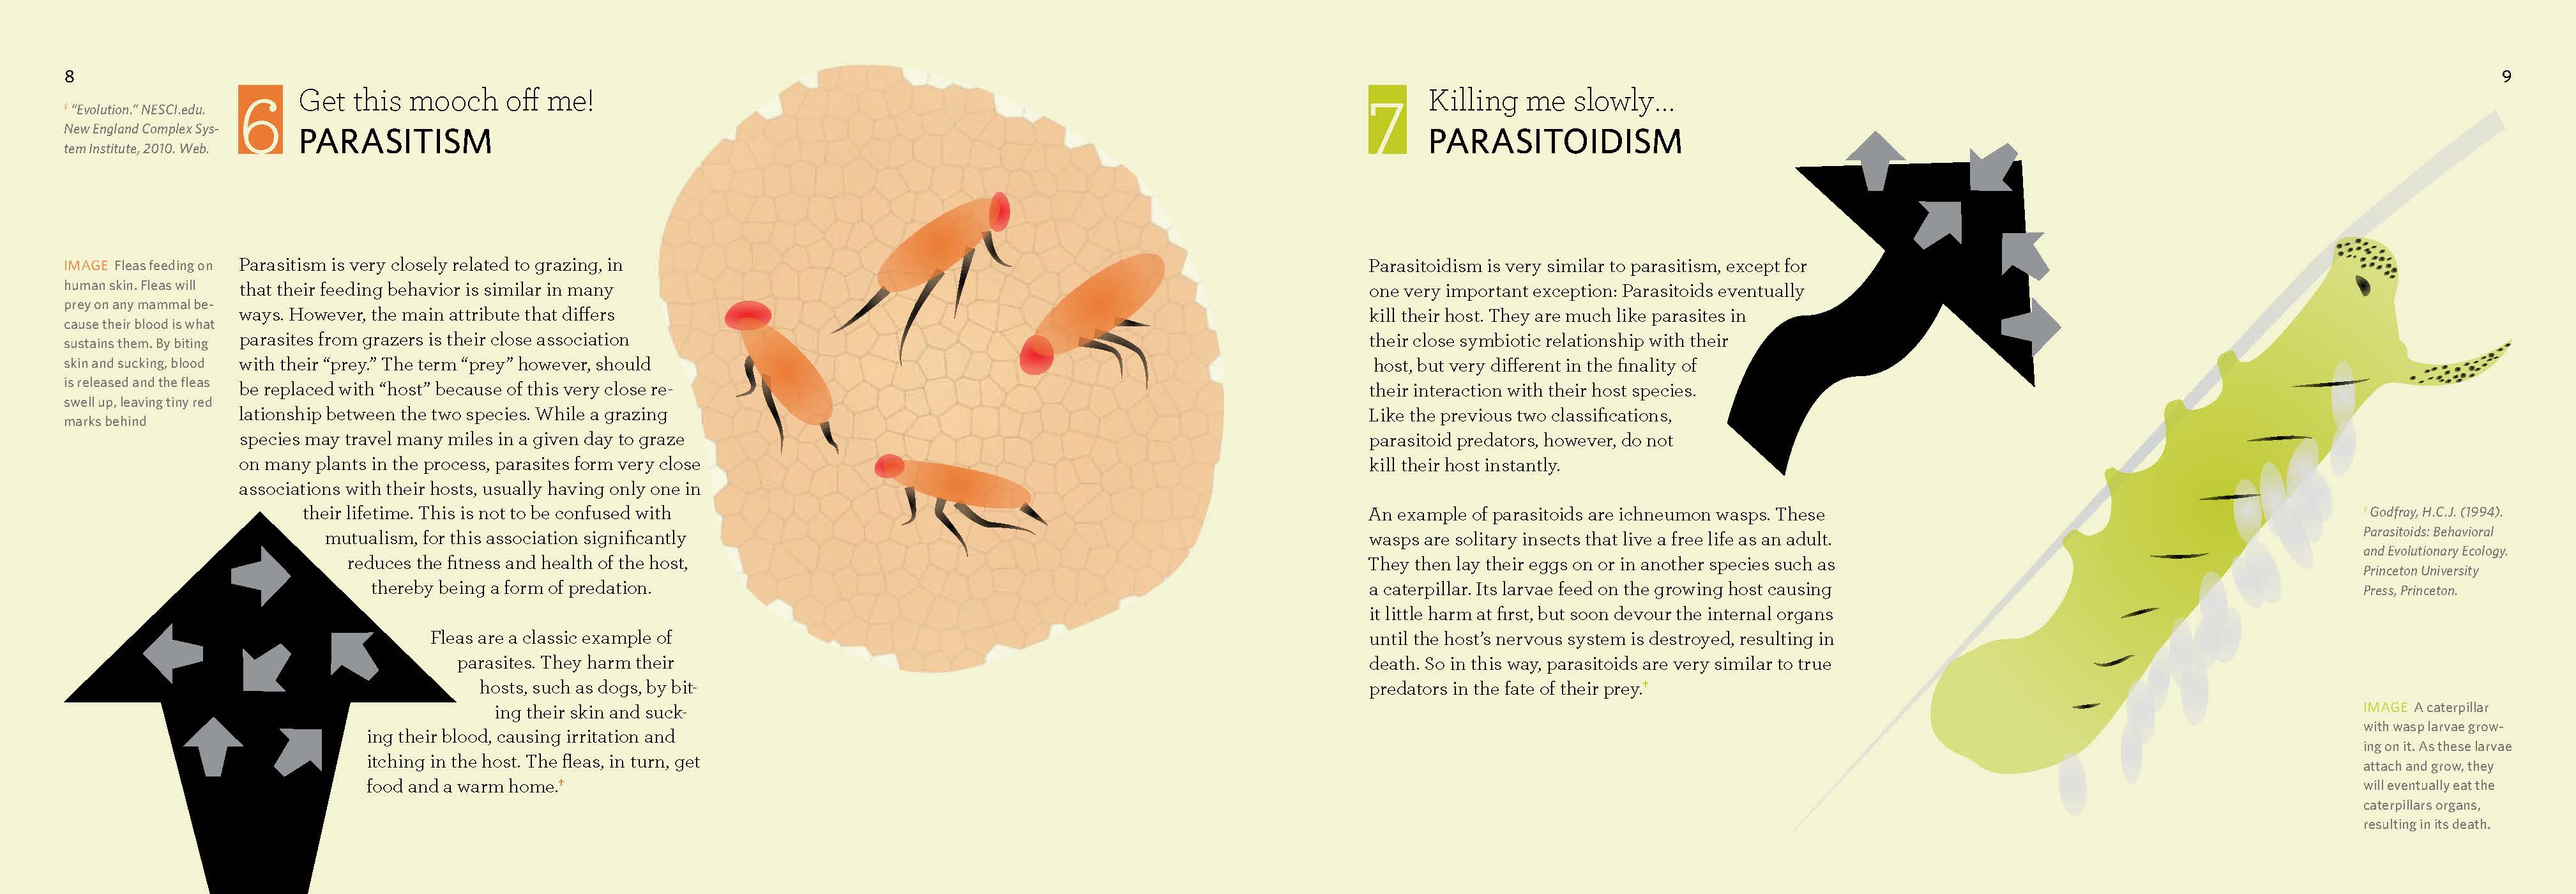 8
† “Evolution.” NESCI.edu.
New England Complex Sys-
tem Institute, 2010. Web.
6
Get this mooch off me!
PARASITISM
IMAGE Fleas feeding on
human skin. Fleas will
prey on any mammal be-
cause their blood is what
sustains them. By biting
skin and sucking, blood
is released and the fleas
swell up, leaving tiny red
marks behind
Parasitism is very closely related to grazing, in
that their feeding behavior is similar in many
ways. However, the main attribute that differs
parasites from grazers is their close association
with their “prey.” The term “prey” however, should
be replaced with “host” because of this very close re-
lationship between the two species. While a grazing
species may travel many miles in a given day to graze
on many plants in the process, parasites form very close
associations with their hosts, usually having only one in
their lifetime. This is not to be confused with
mutualism, for this association significantly
reduces the fitness and health of the host,
thereby being a form of predation.
Fleas are a classic example of
parasites. They harm their
hosts, such as dogs, by bit-
ing their skin and suck-
ing their blood, causing irritation and
itching in the host. The fleas, in turn, get
food and a warm home.†
7
Killing me slowly...
PARASITOIDISM
9
Parasitoidism is very similar to parasitism, except for
one very important exception: Parasitoids eventually
kill their host. They are much like parasites in
their close symbiotic relationship with their
host, but very different in the finality of
their interaction with their host species.
Like the previous two classifications,
parasitoid predators, however, do not
kill their host instantly.
An example of parasitoids are ichneumon wasps. These
wasps are solitary insects that live a free life as an adult.
They then lay their eggs on or in another species such as
a caterpillar. Its larvae feed on the growing host causing
it little harm at first, but soon devour the internal organs
until the host’s nervous system is destroyed, resulting in
death. So in this way, parasitoids are very similar to true
predators in the fate of their prey.†
† Godfray, H.C.J. (1994).
Parasitoids: Behavioral
and Evolutionary Ecology.
Princeton University
Press, Princeton.
IMAGE A caterpillar
with wasp larvae grow-
ing on it. As these larvae
attach and grow, they
will eventually eat the
caterpillars organs,
resulting in its death.